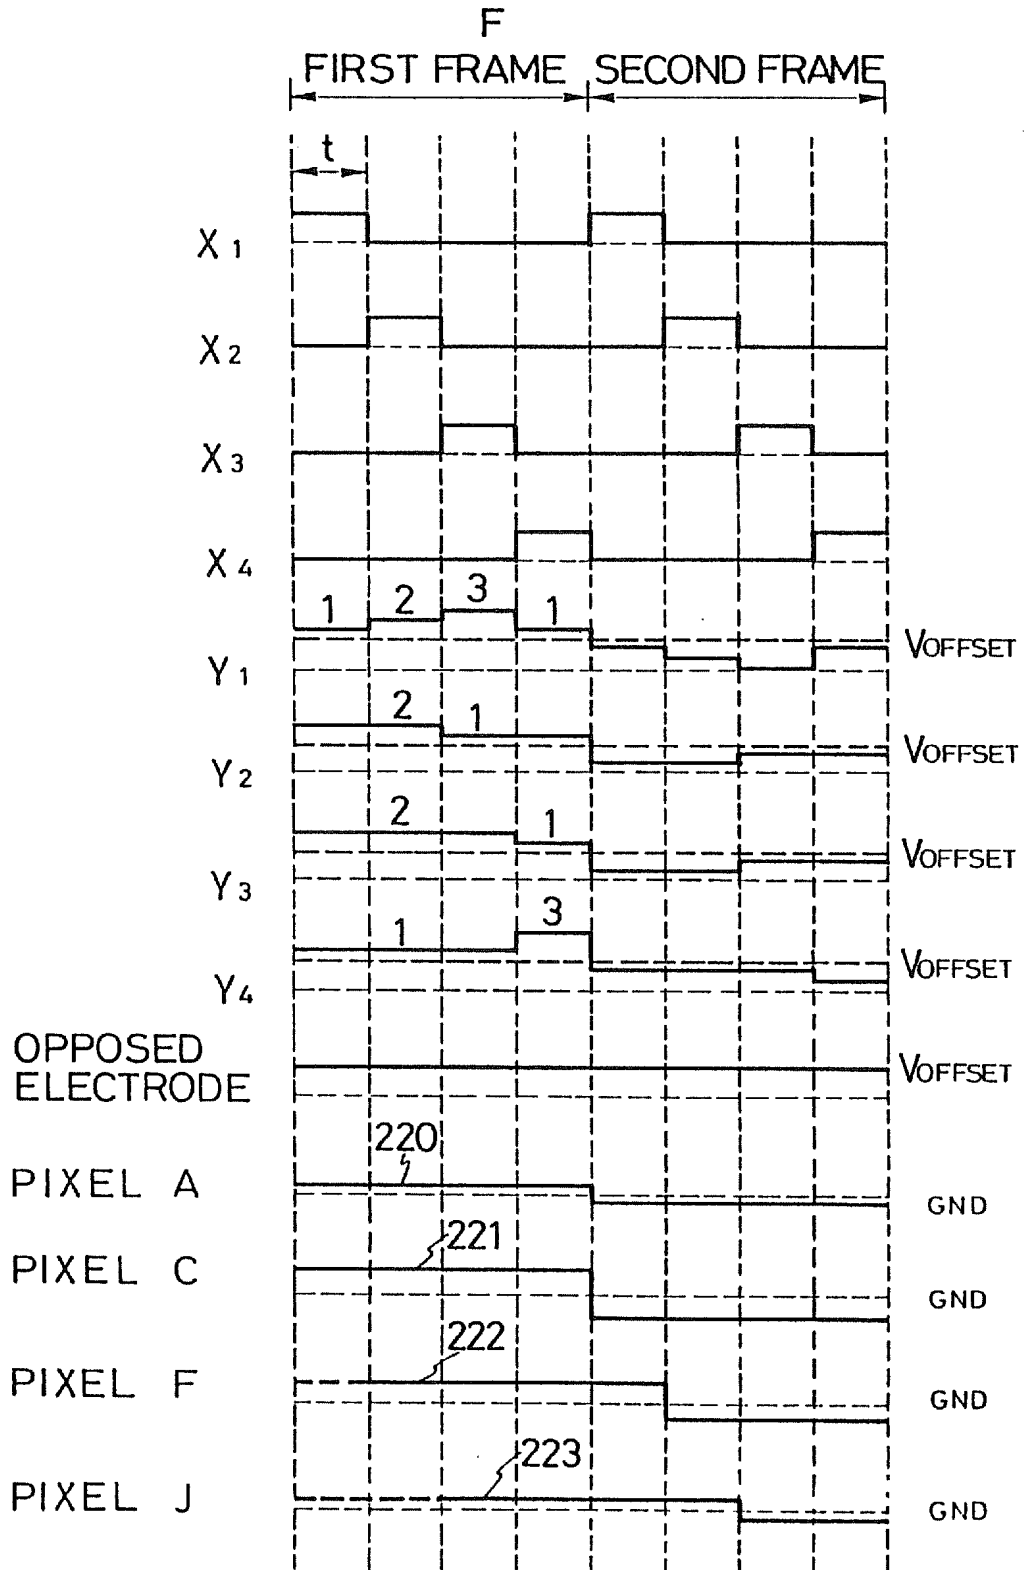 F
FIRST FRAME SECOND FRAME
t
X1
X2
X3
X4
1 2 3 1
Y1 VOFFSET
2 1
Y2 VOFFSET
2 1
Y3 VOFFSET
1 3
Y4 VOFFSET
OPPOSED
ELECTRODE VOFFSET
220
PIXEL A GND
221
PIXEL C GND
222
PIXEL F GND
223
PIXEL J GND